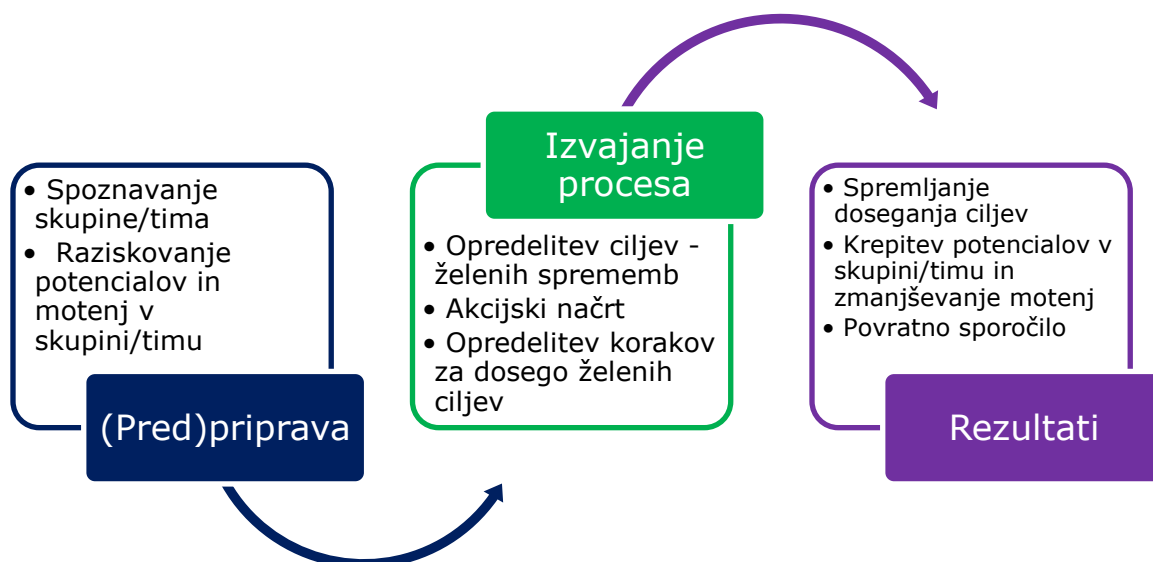 • Spoznavanje
skupine/tima
• Raziskovanje
potencialov in
motenj v
skupini/timu
(Pred)priprava
Izvajanje
procesa
• Opredelitev ciljev -
želenih sprememb
• Akcijski načrt
• Opredelitev korakov
za dosego želenih
ciljev
• Spremljanje
doseganja ciljev
• Krepitev potencialov v
skupini/timu in
zmanjševanje motenj
• Povratno sporočilo
Rezultati